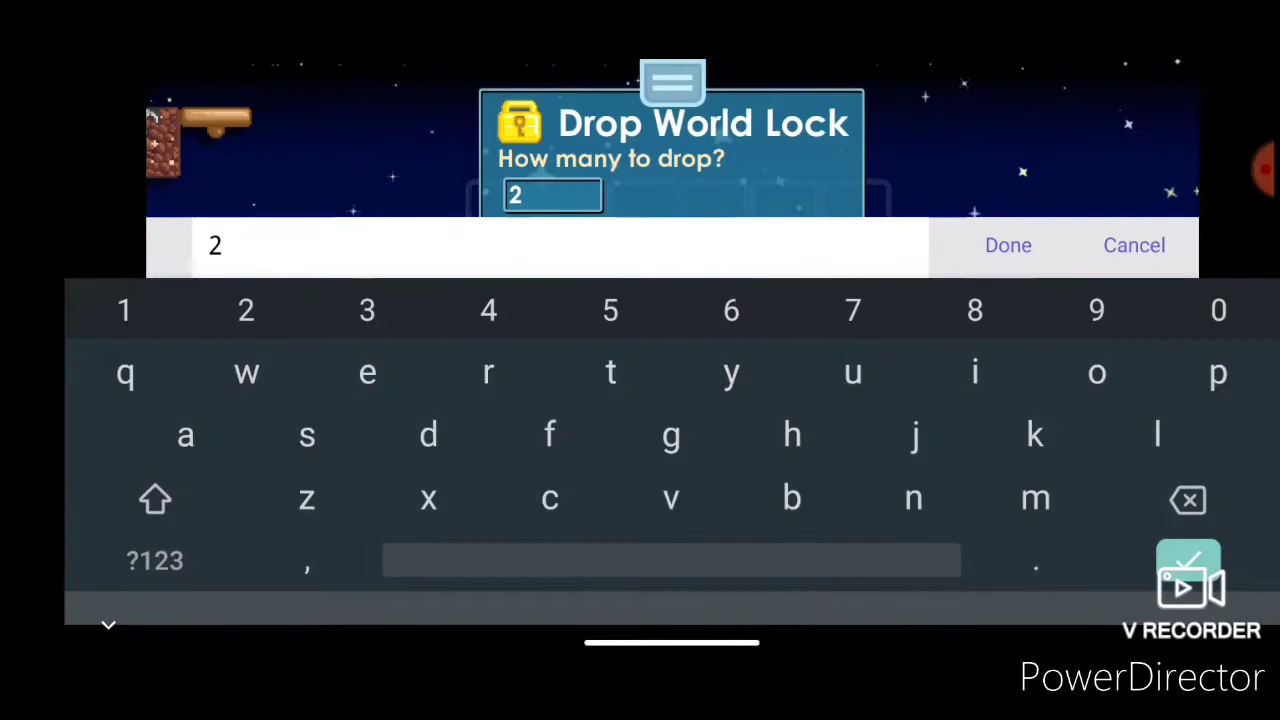 Drop World Lock
How many to drop?
2
2 Done Cancel
1 2 3 4 5 6 7 8 9 0
q w e r t y u i o p
a s d f g h j k l
z x c v b n m
?123 , .
V RECORDER
PowerDirector